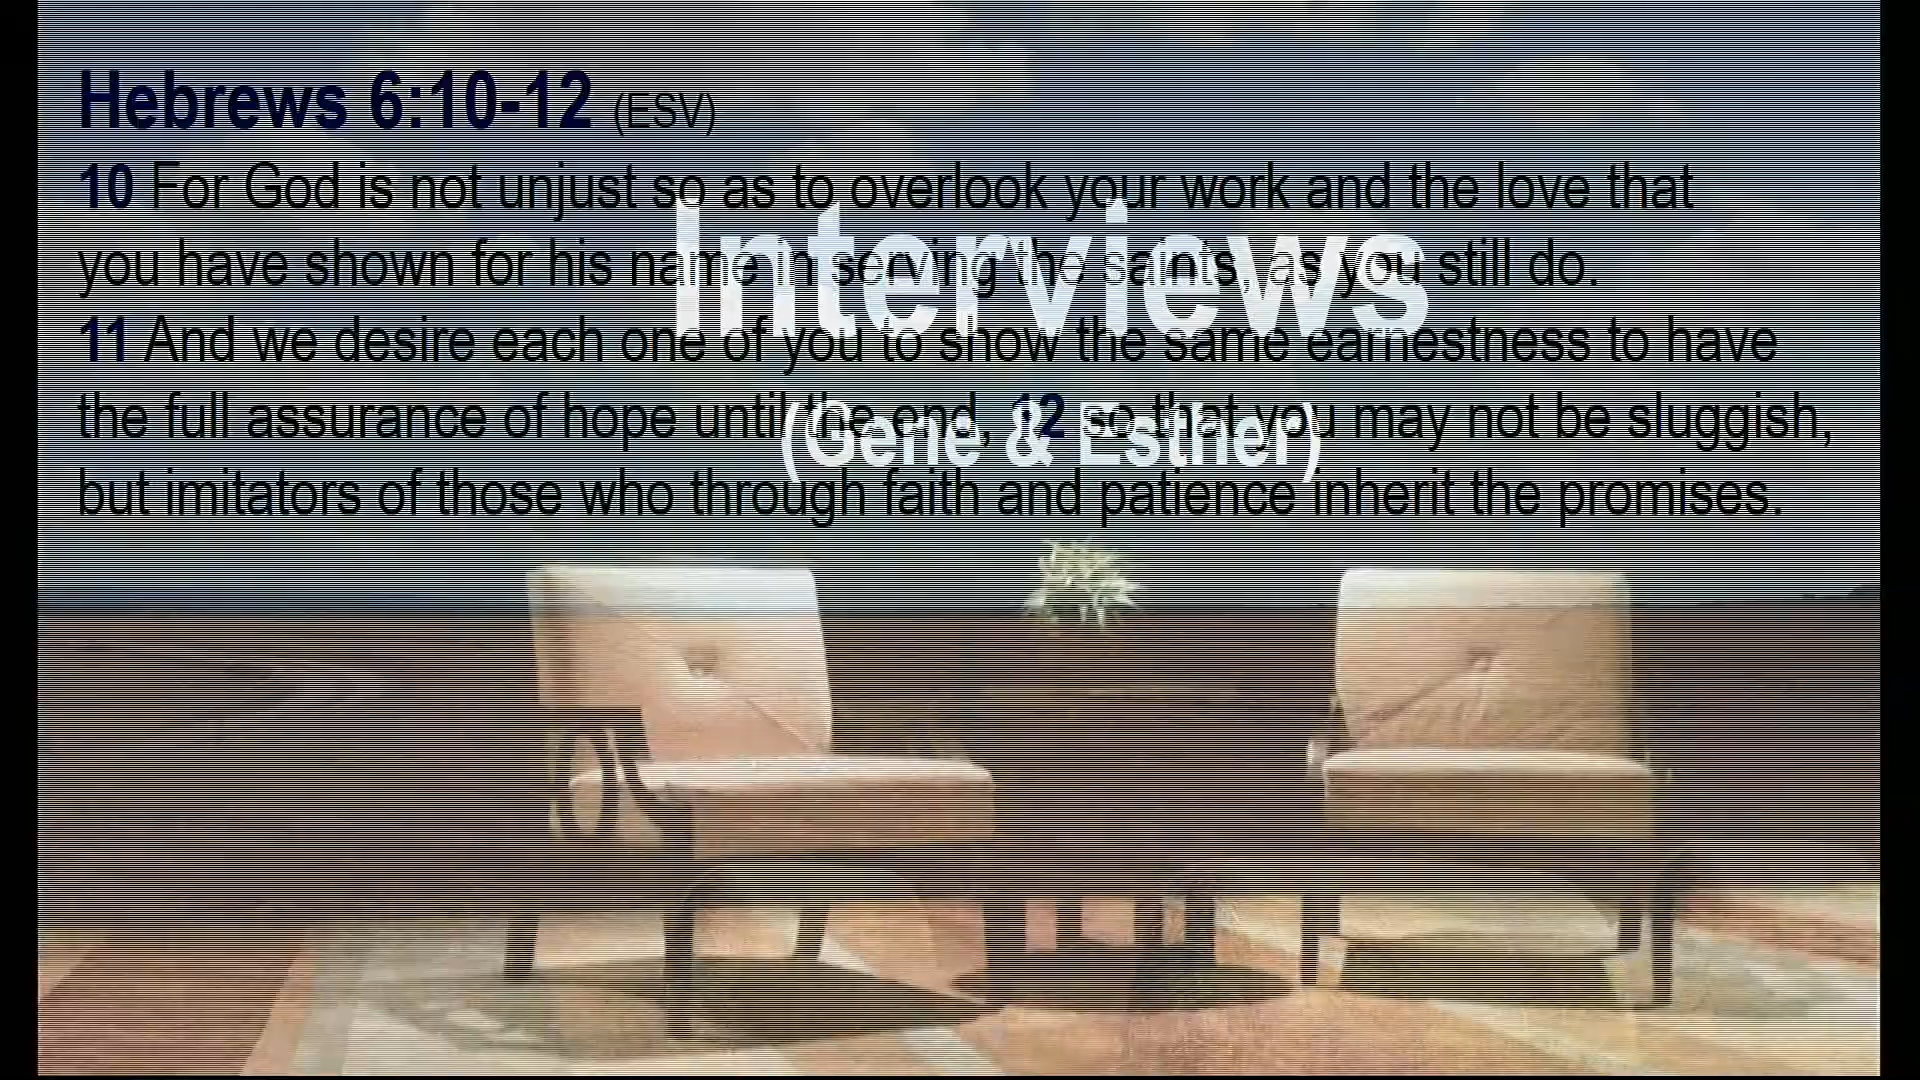 Hebrews 6:10-12 (ESV)
10 For God is not unjust so as to overlook your work and the love that
you have shown for his name in serving the saints, as you still do.
11 And we desire each one of you to show the same earnestness to have
the full assurance of hope until the end, 12 so that you may not be sluggish,
but imitators of those who through faith and patience inherit the promises.
Interviews
(Gene & Esther)